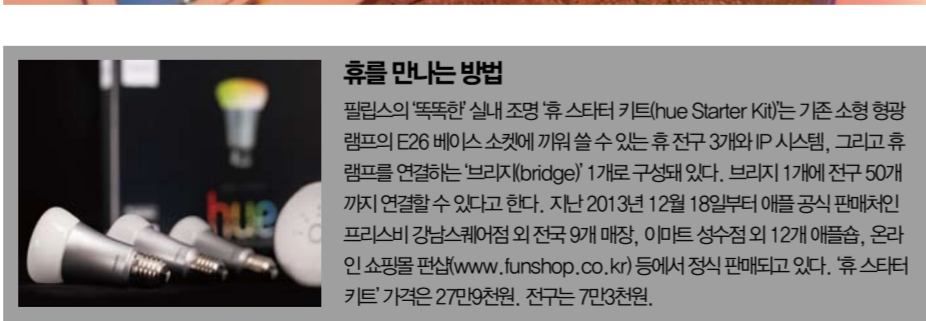 휴를 만나는 방법
필립스의 ‘똑똑한’ 실내 조명 ‘휴 스타터 키트(hue Starter Kit)’는 기존 소형 형광
램프의 E26 베이스 소켓에 끼워 쓸 수 있는 휴 전구 3개와 IP 시스템, 그리고 휴
램프를 연결하는 ‘브리지(bridge)’ 1개로 구성돼 있다. 브리지 1개에 전구 50개
까지 연결할 수 있다고 한다. 지난 2013년 12월 18일부터 애플 공식 판매처인
프리스비 강남스퀘어점 외 전국 9개 매장, 이마트 성수점 외 12개 애플숍, 온라
인 쇼핑몰 펀샵(www.funshop.co.kr) 등에서 정식 판매되고 있다. ‘휴 스타터
키트’ 가격은 27만9천원. 전구는 7만3천원.
hue